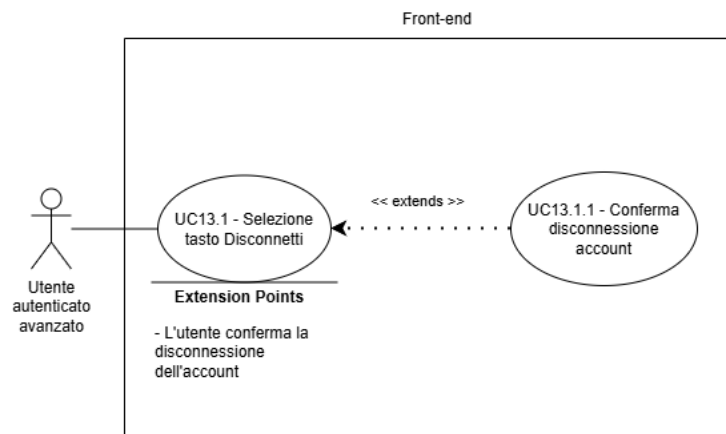 Front-end
UC13.1 - Selezione
tasto Disconnetti
<< extends >>
UC13.1.1 - Conferma
disconnessione
account
Utente
autenticato
avanzato
Extension Points
- L'utente conferma la
disconnessione
dell'account